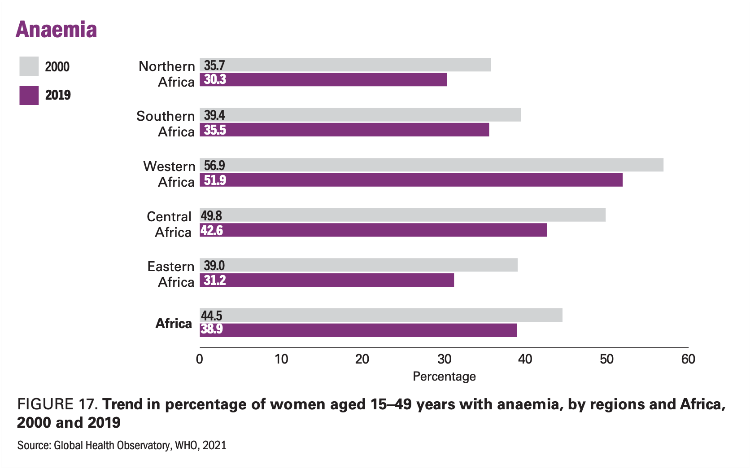 Anaemia
2000
2019
Northern
Africa
35.7
30.3
Southern
Africa
39.4
35.5
Western
Africa
56.9
51.9
Central
Africa
49.8
42.6
Eastern
Africa
39.0
31.2
Africa
44.5
38.9
0 10 20 30 40 50 60
Percentage
FIGURE 17. Trend in percentage of women aged 15–49 years with anaemia, by regions and Africa,
2000 and 2019
Source: Global Health Observatory, WHO, 2021